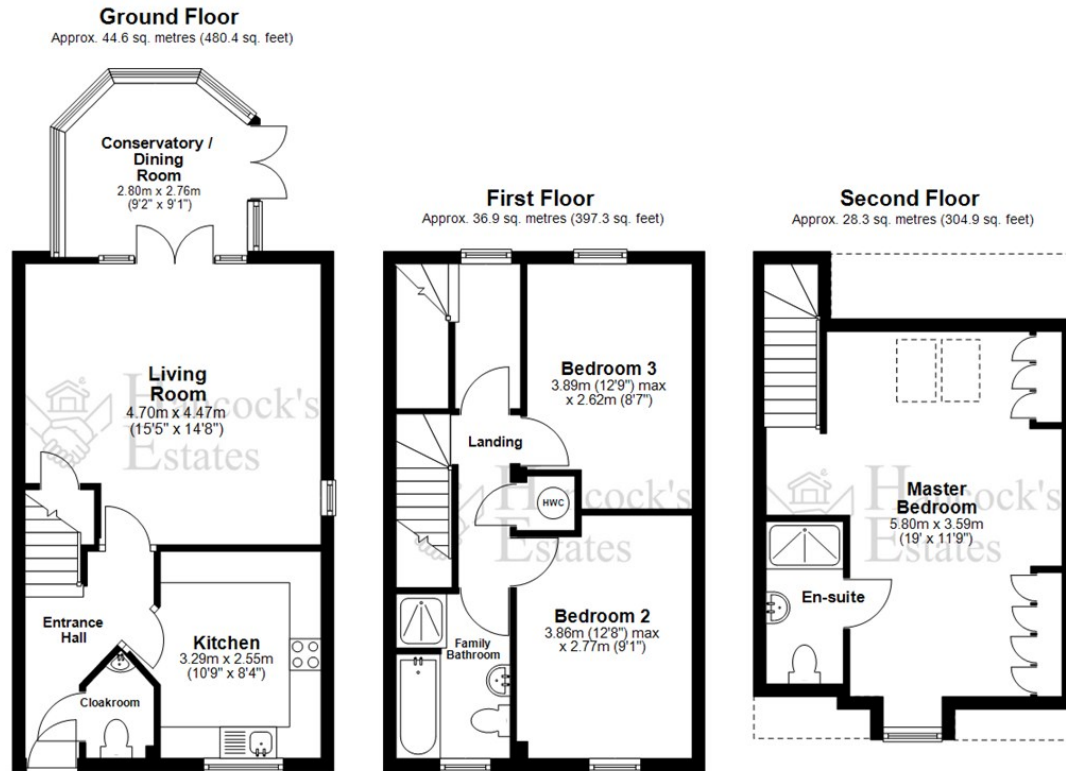 Ground Floor
Approx. 44.6 sq. metres (480.4 sq. feet)
Conservatory /
Dining
Room
2.80m x 2.76m
(9'2" x 9'1")
Living
Room
4.70m x 4.47m
(15'5" x 14'8")
Hancock's
Estates
Entrance
Hall
Kitchen
3.29m x 2.55m
(10'9" x 8'4")
Cloakroom
First Floor
Approx. 36.9 sq. metres (397.3 sq. feet)
Bedroom 3
3.89m (12'9") max
x 2.62m (8'7")
Landing
HWC
Hancock's
Estates
Bedroom 2
3.86m (12'8") max
x 2.77m (9'1")
Family
Bathroom
Second Floor
Approx. 28.3 sq. metres (304.9 sq. feet)
Master
Bedroom
5.80m x 3.59m
(19' x 11'9")
Hancock's
Estates
En-suite